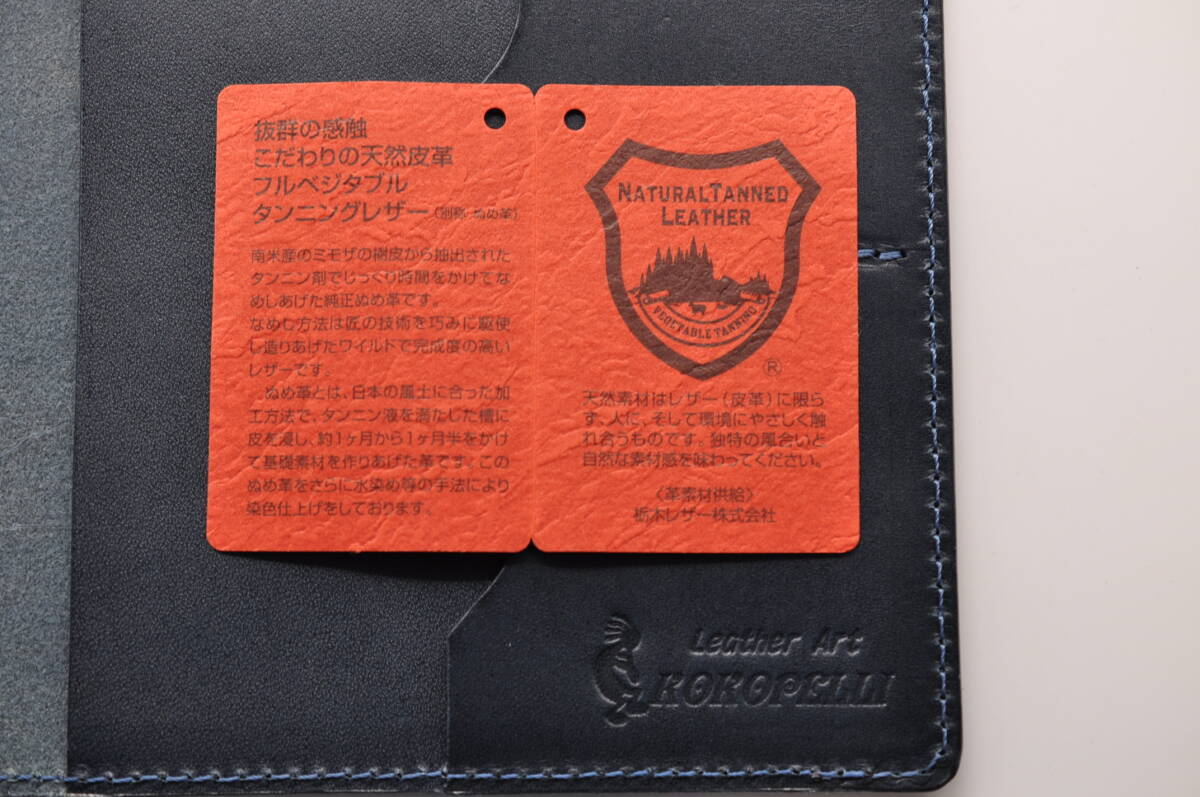 抜群の感触
こだわりの天然皮革
フルベジタブル
タンニングレザー(別称 ぬめ革)
南米産のミモザの樹皮から抽出された
タンニン剤でじっくり時間をかけてな
めしあげた純正ぬめ革です。
なめし方法は匠の技術を巧みに駆使
し造りあげたワイルドで完成度の高い
レザーです。
ぬめ革とは、日本の風土に合った加
工方法で、タンニン液を満たした槽に
皮を浸し、約1ヶ月から1ヶ月半をかけ
て基礎素材を作りあげた革です。この
ぬめ革をさらに水染め等の手法により
染色仕上げをしております。
NATURAL TANNED
LEATHER
VEGETABLE TANNING
®
天然素材はレザー(皮革)に限ら
ず、人に、そして環境にやさしく触
れ合うものです。独特の風合いと
自然な素材感を味わってください。
〈革素材供給〉
栃木レザー株式会社
Leather Art
KOKOPELLI